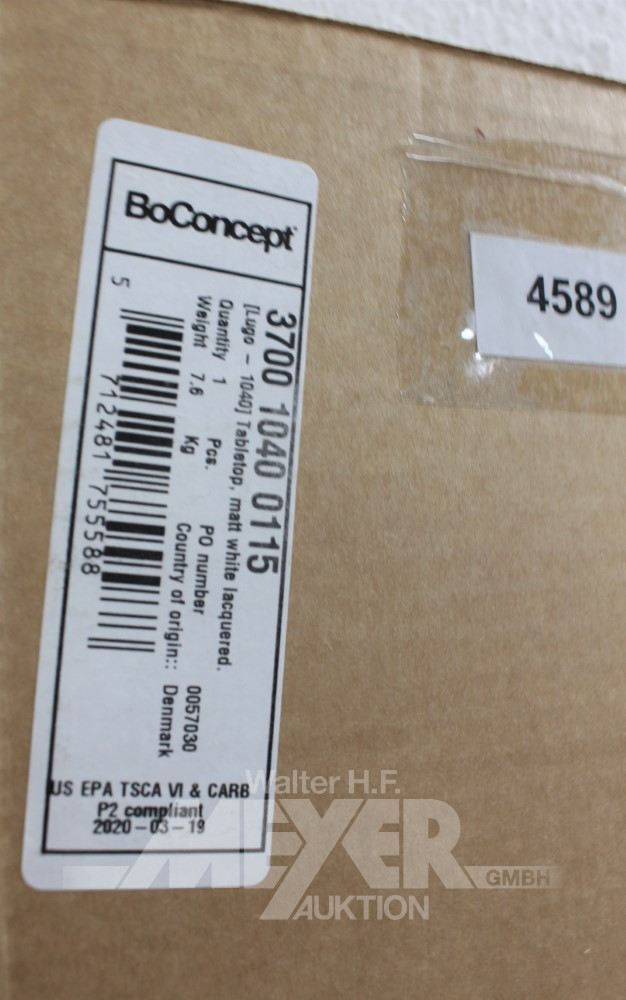 BoConcept
3700 1040 0115
[Lugo - 1040] Tabletop, matt white lacquered.
Quantity 1 Pcs. PO number 0057030
Weight 7.6 Kg Country of origin:: Denmark
5 712481 755588
US EPA TSCA VI & CARB
P2 compliant
2020-03-19
4589
Walter H.F.
MEYER GMBH
AUKTION